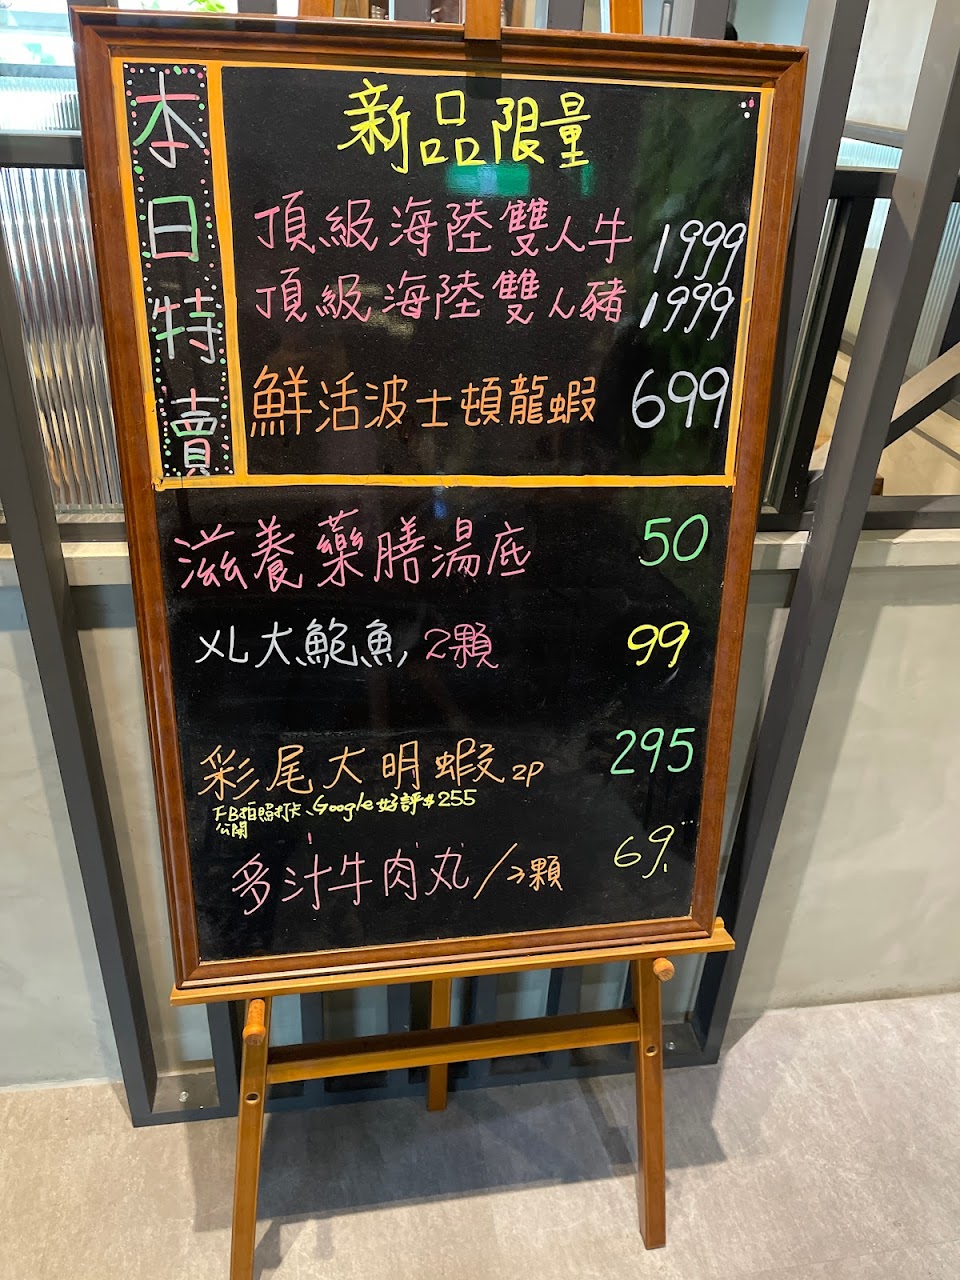 本日特賣
新品限量
頂級海陸雙人牛 1999
頂級海陸雙人豬 1999
鮮活波士頓龍蝦 699
滋養藥膳湯底 50
XL大鮑魚,2顆 99
彩尾大明蝦 2P 295
FB拍照打卡、Google好評$255
公開
多汁牛肉丸/3顆 69.